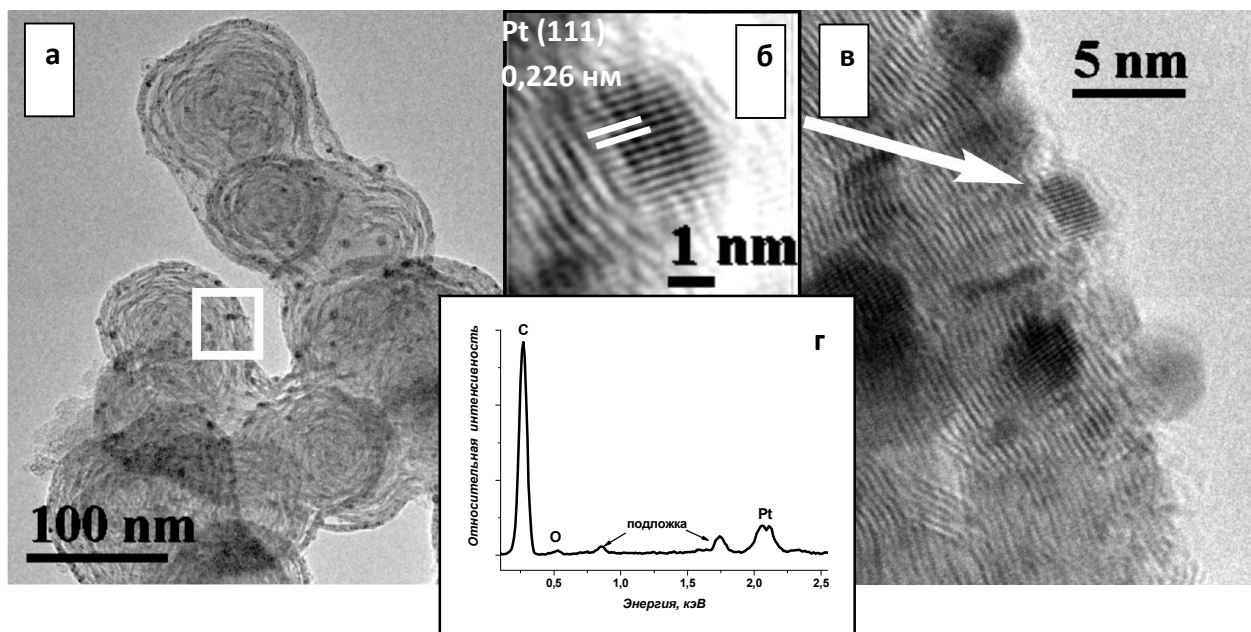 а
Pt (111)
0,226 нм
б
в
5 nm
1 nm
100 nm
г
C
O
подложка
Pt
Относительная интенсивность
0,5
1,0
1,5
2,0
2,5
Энергия, кэВ